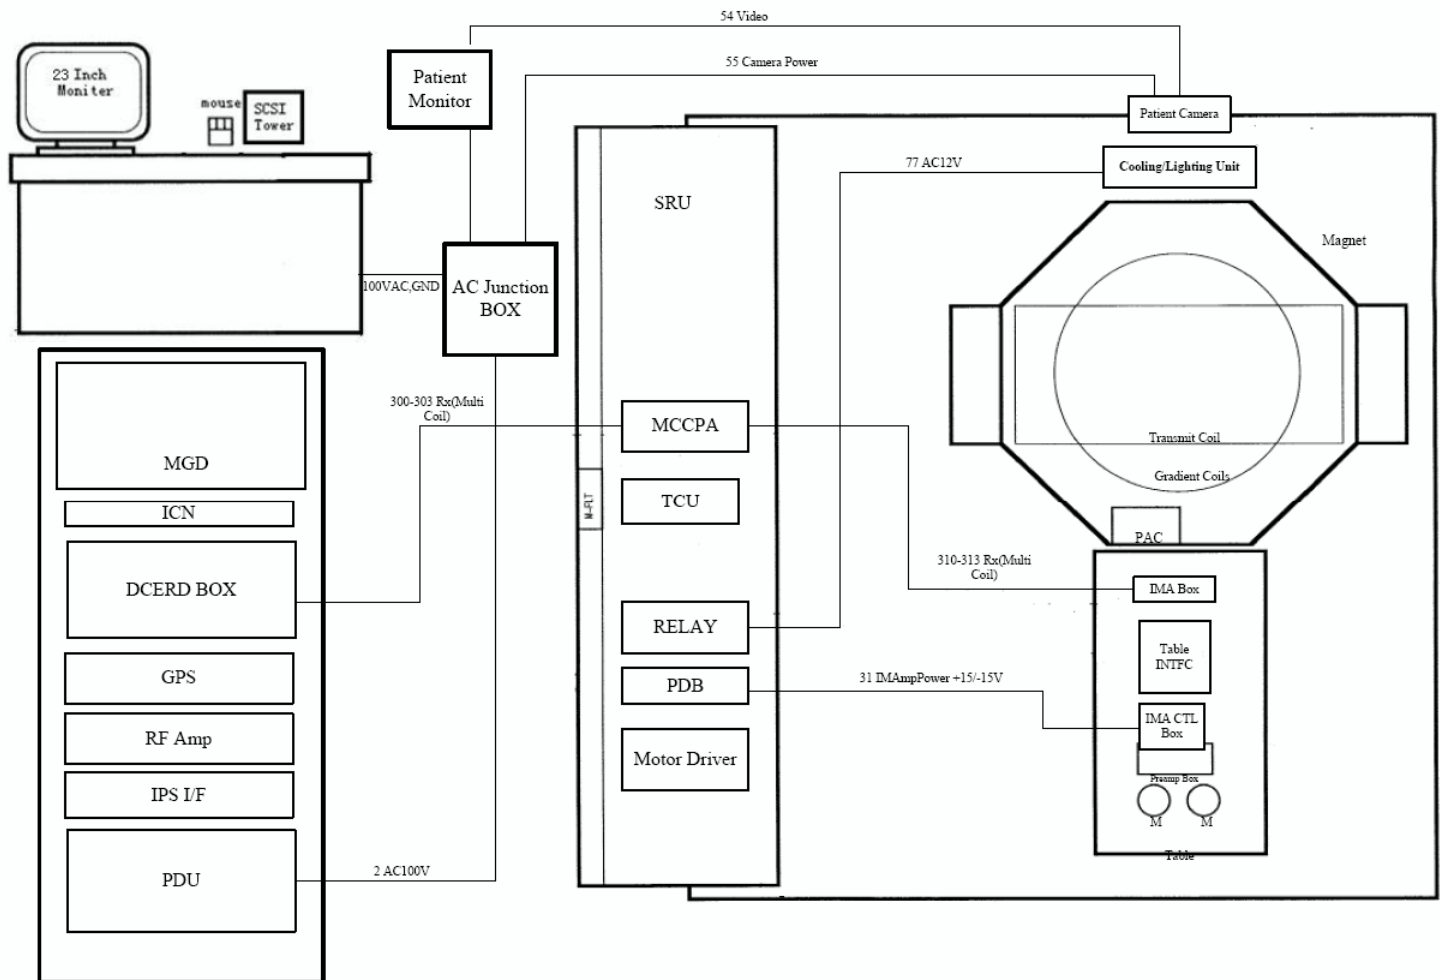 54 Video
55 Camera Power
23 Inch
Moniter
mouse
SCSI
Tower
Patient
Monitor
Patient Camera
77 AC12V
Cooling/Lighting Unit
SRU
Magnet
100VAC,GND
AC Junction
BOX
300-303 Rx(Multi
Coil)
MCCPA
Transmit Coil
MGD
Gradient Coils
M-FLT
TCU
ICN
PAC
310-313 Rx(Multi
Coil)
DCERD BOX
IMA Box
RELAY
Table
INTFC
GPS
PDB
31 IMAmpPower +15/-15V
IMA CTL
Box
RF Amp
Motor Driver
Preamp Box
IPS I/F
M
M
Table
PDU
2 AC100V